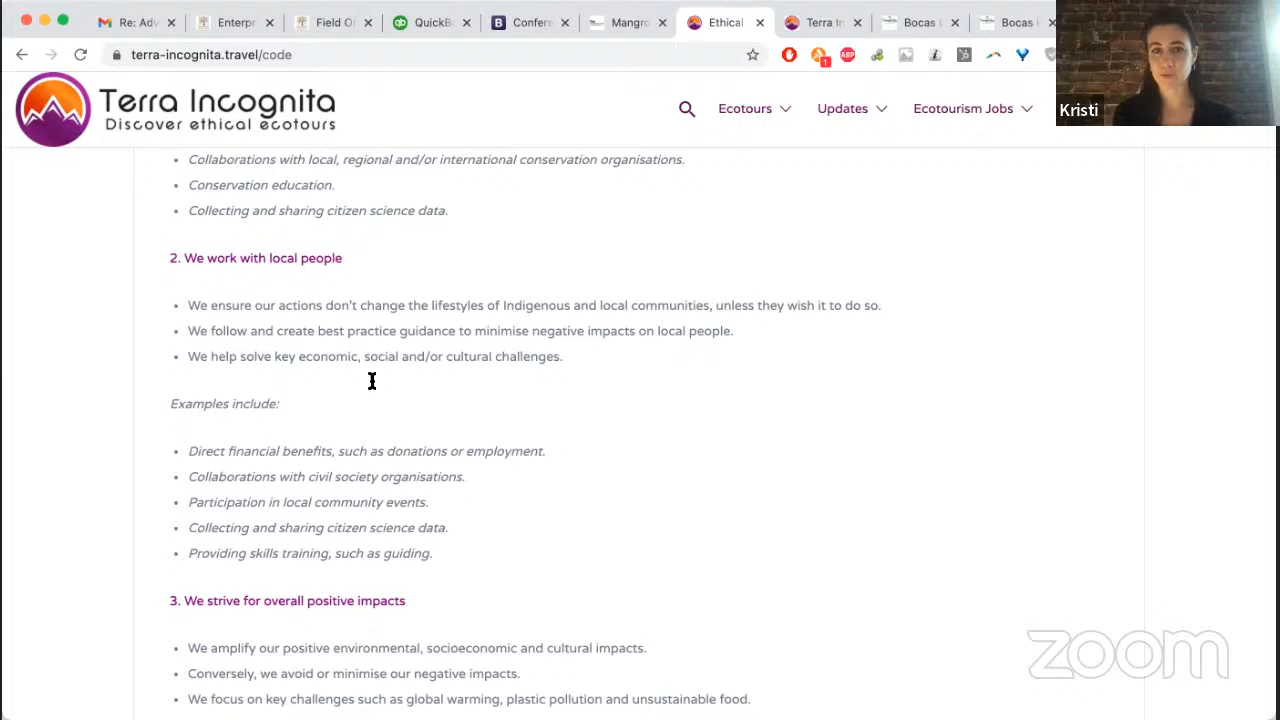 Re: Adv
Enterpr
Field O
QuickB
Confere
Mangro
Ethical
Terra In
Bocas
Bocas
terra-incognita.travel/code
1
ABP
Terra Incognita
Discover ethical ecotours
Ecotours
Updates
Ecotourism Jobs
Kristi
• Collaborations with local, regional and/or international conservation organisations.
• Conservation education.
• Collecting and sharing citizen science data.
2. We work with local people
• We ensure our actions don't change the lifestyles of Indigenous and local communities, unless they wish it to do so.
• We follow and create best practice guidance to minimise negative impacts on local people.
• We help solve key economic, social and/or cultural challenges.
Examples include:
• Direct financial benefits, such as donations or employment.
• Collaborations with civil society organisations.
• Participation in local community events.
• Collecting and sharing citizen science data.
• Providing skills training, such as guiding.
3. We strive for overall positive impacts
• We amplify our positive environmental, socioeconomic and cultural impacts.
• Conversely, we avoid or minimise our negative impacts.
• We focus on key challenges such as global warming, plastic pollution and unsustainable food.
zoom